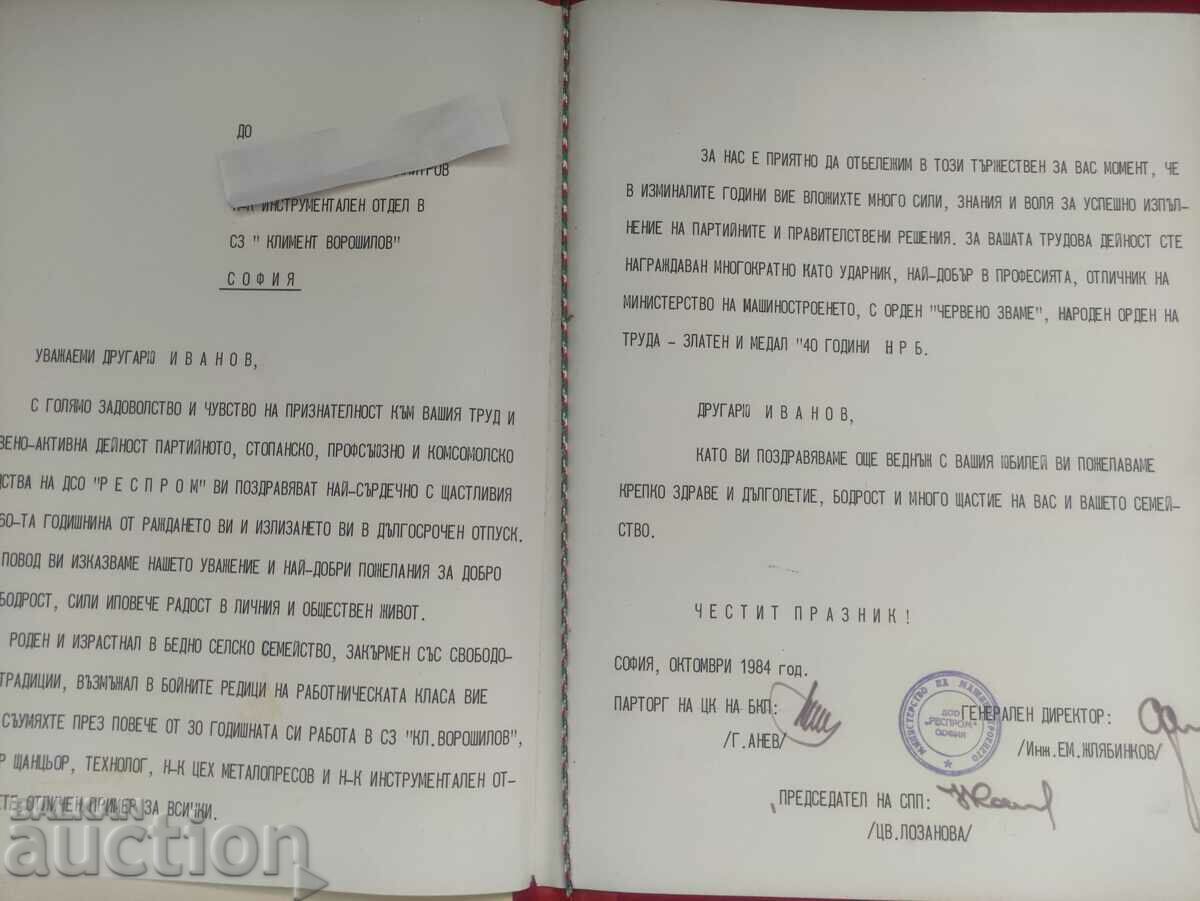 ДО
Н-К ИНСТРУМЕНТАЛЕН ОТДЕЛ В
СЗ " КЛИМЕНТ ВОРОШИЛОВ"
С О Ф И Я
УВАЖАЕМИ ДРУГАРЮ И В А Н О В,
С ГОЛЯМО ЗАДОВОЛСТВО И ЧУВСТВО НА ПРИЗНАТЕЛНОСТ КЪМ ВАШИЯ ТРУД И
ВЕНО-АКТИВНА ДЕЙНОСТ ПАРТИЙНОТО, СТОПАНСКО, ПРОФСЪЮЗНО И КОМСОМОЛСКО
ДСТВА НА ДСО "Р Е С П Р О М" ВИ ПОЗДРАВЯВАТ НАЙ-СЪРДЕЧНО С ЩАСТЛИВИЯ
60-ТА ГОДИШНИНА ОТ РАЖДАНЕТО ВИ И ИЗЛИЗАНЕТО ВИ В ДЪЛГОСРОЧЕН ОТПУСК.
ПОВОД ВИ ИЗКАЗВАМЕ НАШЕТО УВАЖЕНИЕ И НАЙ-ДОБРИ ПОЖЕЛАНИЯ ЗА ДОБРО
БОДРОСТ, СИЛИ ИПОВЕЧЕ РАДОСТ В ЛИЧНИЯ И ОБЩЕСТВЕН ЖИВОТ.
РОДЕН И ИЗРАСТНАЛ В БЕДНО СЕЛСКО СЕМЕЙСТВО, ЗАКЪРМЕН СЪС СВОБОДО-
ТРАДИЦИИ, ВЪЗМЪЖАЛ В БОЙНИТЕ РЕДИЦИ НА РАБОТНИЧЕСКАТА КЛАСА ВИЕ
СЪУМЯХТЕ ПРЕЗ ПОВЕЧЕ ОТ 30 ГОДИШНАТА СИ РАБОТА В СЗ "КЛ.ВОРОШИЛОВ",
Р ЩАНЦЬОР, ТЕХНОЛОГ, Н-К ЦЕХ МЕТАЛОПРЕСОВ И Н-К ИНСТРУМЕНТАЛЕН ОТ-
ЕТЕ ОТЛИЧЕН ПРИМЕР ЗА ВСИЧКИ.
ЗА НАС Е ПРИЯТНО ДА ОТБЕЛЕЖИМ В ТОЗИ ТЪРЖЕСТВЕН ЗА ВАС МОМЕНТ, ЧЕ
В ИЗМИНАЛИТЕ ГОДИНИ ВИЕ ВЛОЖИХТЕ МНОГО СИЛИ, ЗНАНИЯ И ВОЛЯ ЗА УСПЕШНО ИЗПЪЛ-
НЕНИЕ НА ПАРТИЙНИТЕ И ПРАВИТЕЛСТВЕНИ РЕШЕНИЯ. ЗА ВАШАТА ТРУДОВА ДЕЙНОСТ СТЕ
НАГРАЖДАВАН МНОГОКРАТНО КАТО УДАРНИК, НАЙ-ДОБЪР В ПРОФЕСИЯТА, ОТЛИЧНИК НА
МИНИСТЕРСТВО НА МАШИНОСТРОЕНЕТО, С ОРДЕН "ЧЕРВЕНО ЗВАМЕ", НАРОДЕН ОРДЕН НА
ТРУДА - ЗЛАТЕН И МЕДАЛ "40 ГОДИНИ Н Р Б.
ДРУГАРЮ И В А Н О В,
КАТО ВИ ПОЗДРАВЯВАМЕ ОЩЕ ВЕДНЪЖ С ВАШИЯ ЮБИЛЕЙ ВИ ПОЖЕЛАВАМЕ
КРЕПКО ЗДРАВЕ И ДЪЛГОЛЕТИЕ, БОДРОСТ И МНОГО ЩАСТИЕ НА ВАС И ВАШЕТО СЕМЕЙ-
СТВО.
Ч Е С Т И Т П Р А З Н И К !
СОФИЯ, ОКТОМВРИ 1984 год.
ПАРТОРГ НА ЦК НА БКП:
/Г.АНЕВ/
МИНИСТЕРСТВО НА МАШИНОСТРОЕНЕТО
ДСО
"РЕСПРОМ"
СОФИЯ
ГЕНЕРАЛЕН ДИРЕКТОР:
/ИНЖ.ЕМ.ЖЛЯБИНКОВ/
ПРЕДСЕДАТЕЛ НА СПП:
/ЦВ.ЛОЗАНОВА/
BALKAN
auction